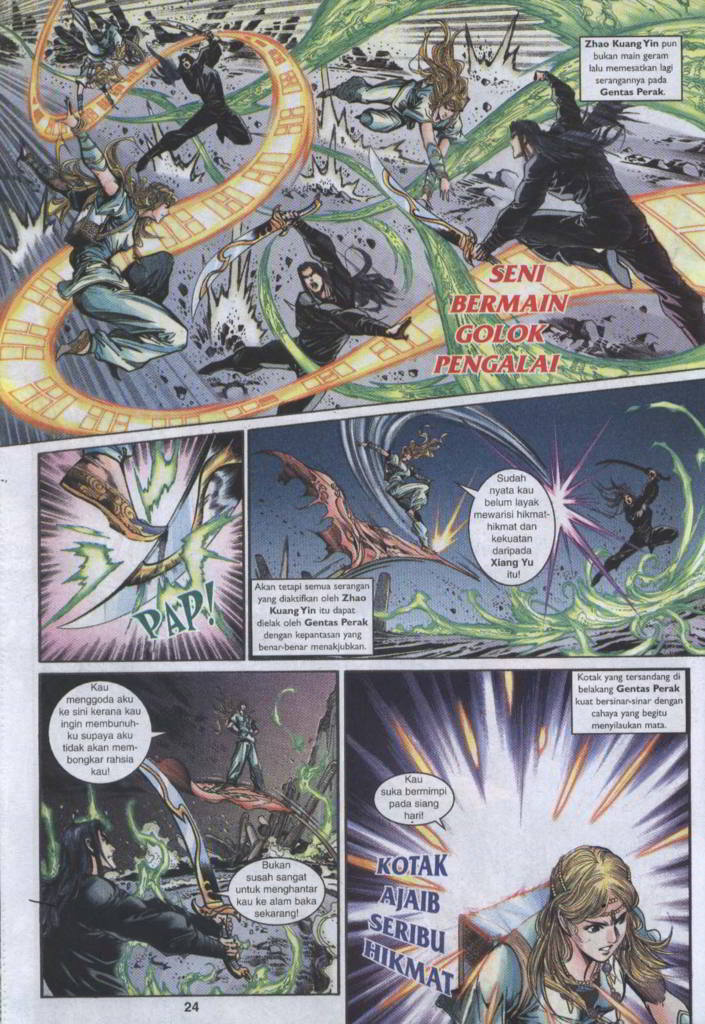 Zhao Kuang Yin pun
bukan main geram
lalu memesatkan lagi
serangannya pada
Gentas Perak.
SENI
BERMAIN
GOLOK
PENGALAI
PAP!
Sudah
nyata kau
belum layak
mewarisi hikmat-
hikmat dan
kekuatan
daripada
Xiang Yu
itu!
Akan tetapi semua serangan
yang diaktifkan oleh Zhao
Kuang Yin itu dapat
dielak oleh Gentas Perak
dengan kepantasan yang
benar-benar menakjubkan.
Kau
menggoda aku
ke sini kerana kau
ingin membunuh-
ku supaya aku
tidak akan mem-
bongkar rahsia
kau!
Bukan
susah sangat
untuk menghantar
kau ke alam baka
sekarang!
Kotak yang tersandang di
belakang Gentas Perak
kuat bersinar-sinar dengan
cahaya yang begitu
menyilaukan mata.
Kau
suka bermimpi
pada siang
hari!
KOTAK
AJAIB
SERIBU
HIKMAT
24